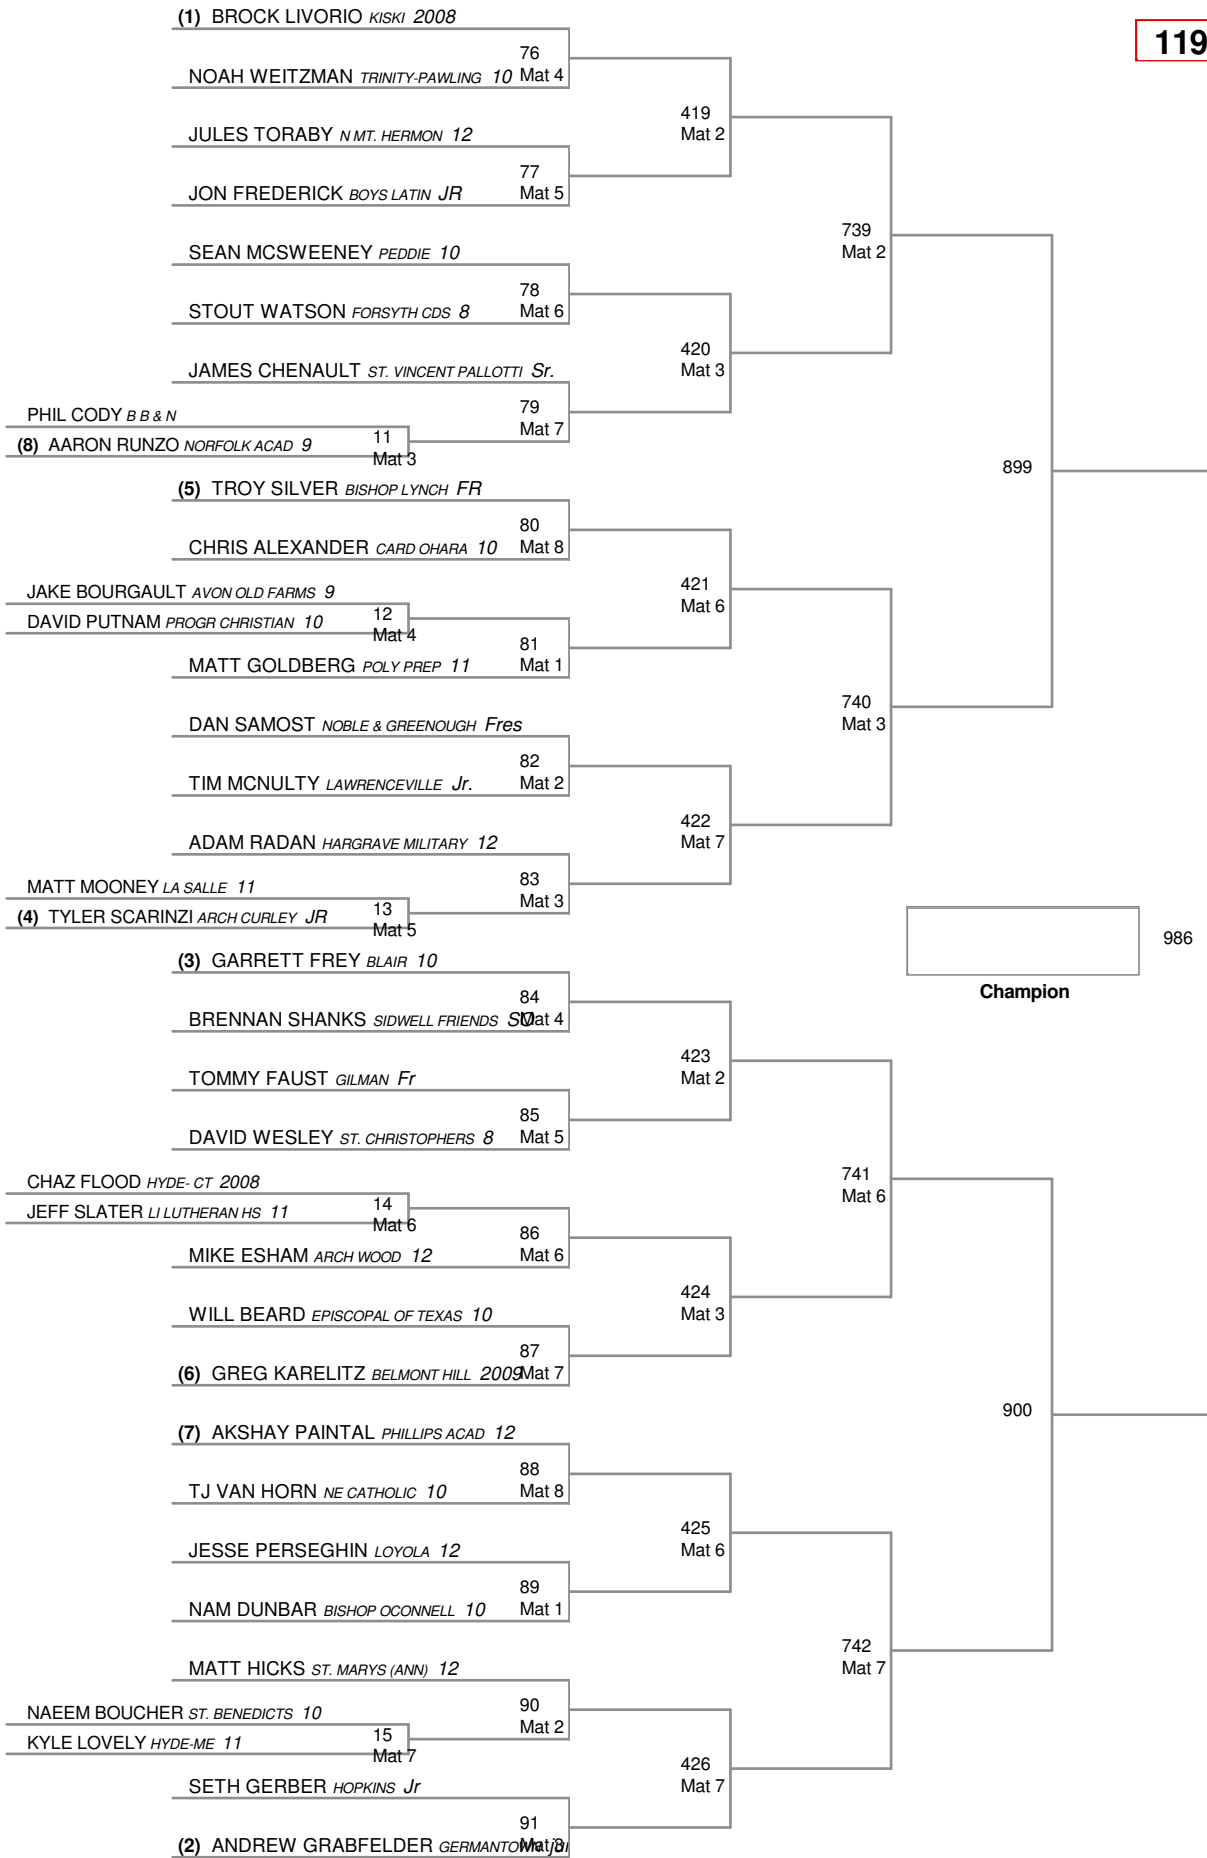 (1) BROCK LIVORIO KISKI 2008
119
76
NOAH WEITZMAN TRINITY-PAWLING 10 Mat 4
419
JULES TORABY N MT. HERMON 12 Mat 2
77
JON FREDERICK BOYS LATIN JR Mat 5
739
SEAN MCSWEENEY PEDDIE 10 Mat 2
78
STOUT WATSON FORSYTH CDS 8 Mat 6
420
JAMES CHENAULT ST. VINCENT PALLOTTI Sr. Mat 3
PHIL CODY B B & N 79
Mat 7
(8) AARON RUNZO NORFOLK ACAD 9 11
Mat 3
899
(5) TROY SILVER BISHOP LYNCH FR
80
CHRIS ALEXANDER CARD OHARA 10 Mat 8
JAKE BOURGAULT AVON OLD FARMS 9 421
Mat 6
DAVID PUTNAM PROGR CHRISTIAN 10 12
Mat 4
81
MATT GOLDBERG POLY PREP 11 Mat 1
740
DAN SAMOST NOBLE & GREENOUGH Fres Mat 3
82
TIM MCNULTY LAWRENCEVILLE Jr. Mat 2
422
ADAM RADAN HARGRAVE MILITARY 12 Mat 7
MATT MOONEY LA SALLE 11 83
Mat 3
(4) TYLER SCARINZI ARCH CURLEY JR 13
Mat 5
986
(3) GARRETT FREY BLAIR 10
Champion
84
BRENNAN SHANKS SIDWELL FRIENDS SO Mat 4
423
TOMMY FAUST GILMAN Fr Mat 2
85
DAVID WESLEY ST. CHRISTOPHERS 8 Mat 5
CHAZ FLOOD HYDE- CT 2008 741
Mat 6
JEFF SLATER LI LUTHERAN HS 11 14
Mat 6
86
MIKE ESHAM ARCH WOOD 12 Mat 6
424
WILL BEARD EPISCOPAL OF TEXAS 10 Mat 3
87
(6) GREG KARELITZ BELMONT HILL 2009 Mat 7
900
(7) AKSHAY PAINTAL PHILLIPS ACAD 12
88
TJ VAN HORN NE CATHOLIC 10 Mat 8
425
JESSE PERSEGHIN LOYOLA 12 Mat 6
89
NAM DUNBAR BISHOP OCONNELL 10 Mat 1
742
MATT HICKS ST. MARYS (ANN) 12 Mat 7
NAEEM BOUCHER ST. BENEDICTS 10 90
Mat 2
KYLE LOVELY HYDE-ME 11 15
Mat 7
426
SETH GERBER HOPKINS Jr Mat 7
91
(2) ANDREW GRABFELDER GERMANTOWN Mat 3